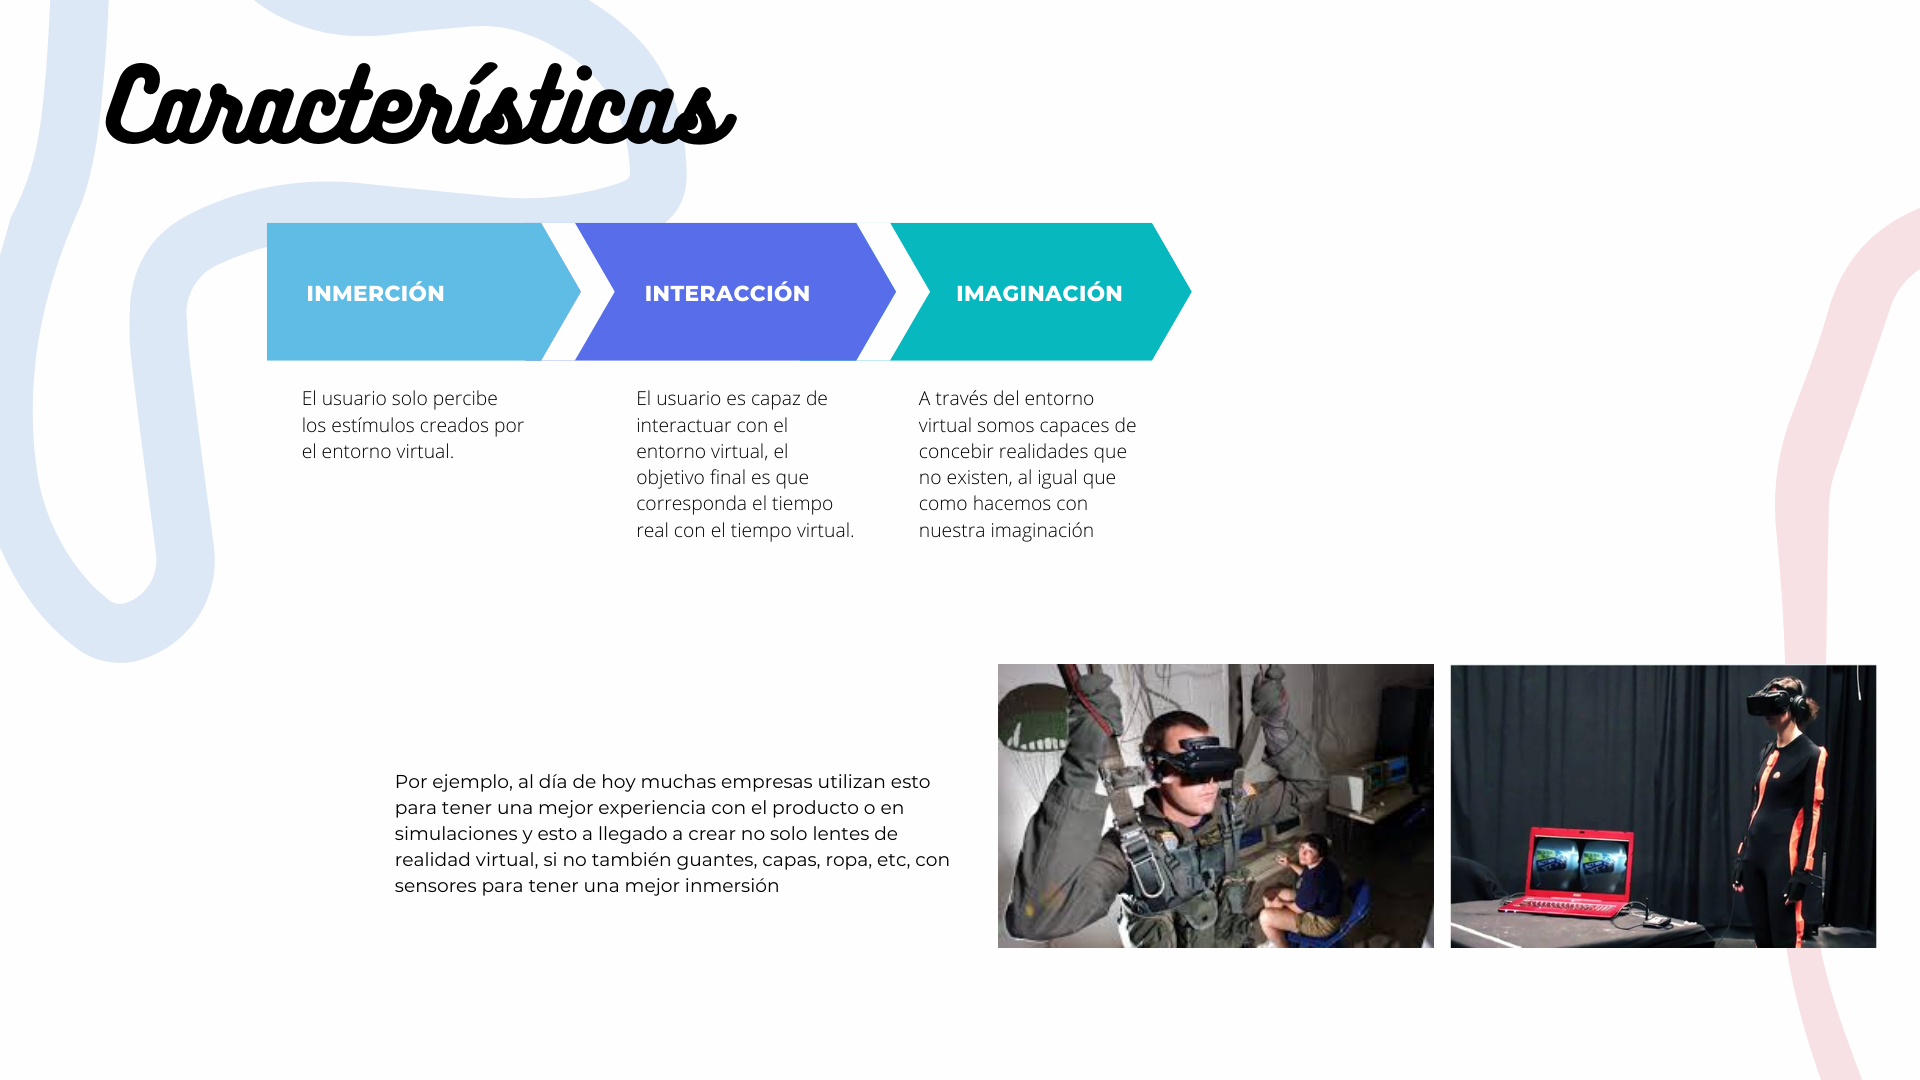 Características
INMERCIÓN
INTERACCIÓN
IMAGINACIÓN
El usuario solo percibe
los estímulos creados por
el entorno virtual.
El usuario es capaz de
interactuar con el
entorno virtual, el
objetivo final es que
corresponda el tiempo
real con el tiempo virtual.
A través del entorno
virtual somos capaces de
concebir realidades que
no existen, al igual que
como hacemos con
nuestra imaginación
Por ejemplo, al día de hoy muchas empresas utilizan esto
para tener una mejor experiencia con el producto o en
simulaciones y esto a llegado a crear no solo lentes de
realidad virtual, si no también guantes, capas, ropa, etc, con
sensores para tener una mejor inmersión